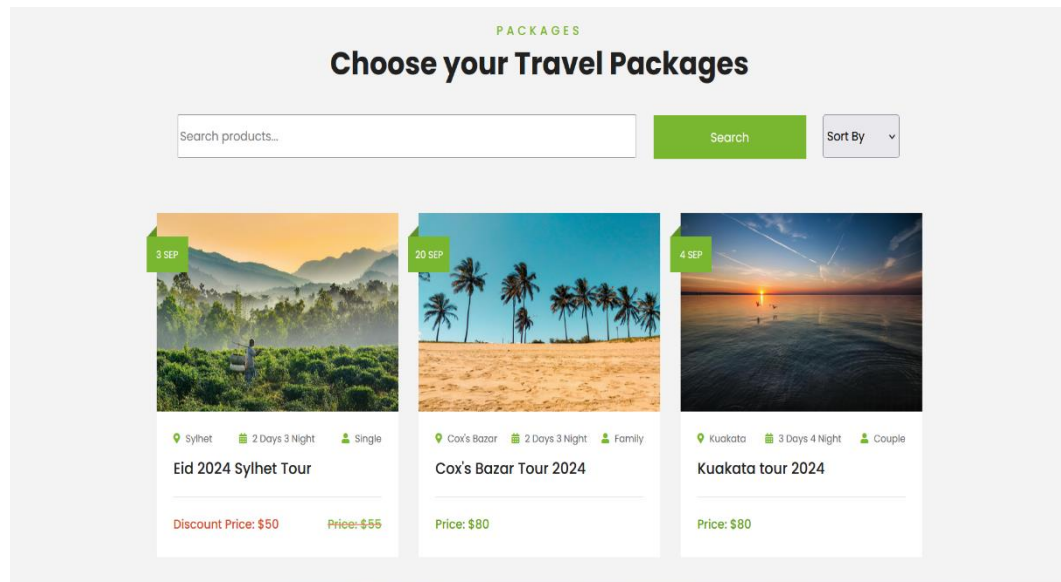 PACKAGES
Choose your Travel Packages
Search products...
Search
Sort By
3 SEP
20 SEP
4 SEP
Sylhet 2 Days 3 Night Single
Cox's Bazar 2 Days 3 Night Family
Kuakata 3 Days 4 Night Couple
Eid 2024 Sylhet Tour
Cox's Bazar Tour 2024
Kuakata tour 2024
Discount Price: $50 Price: $55
Price: $80
Price: $80